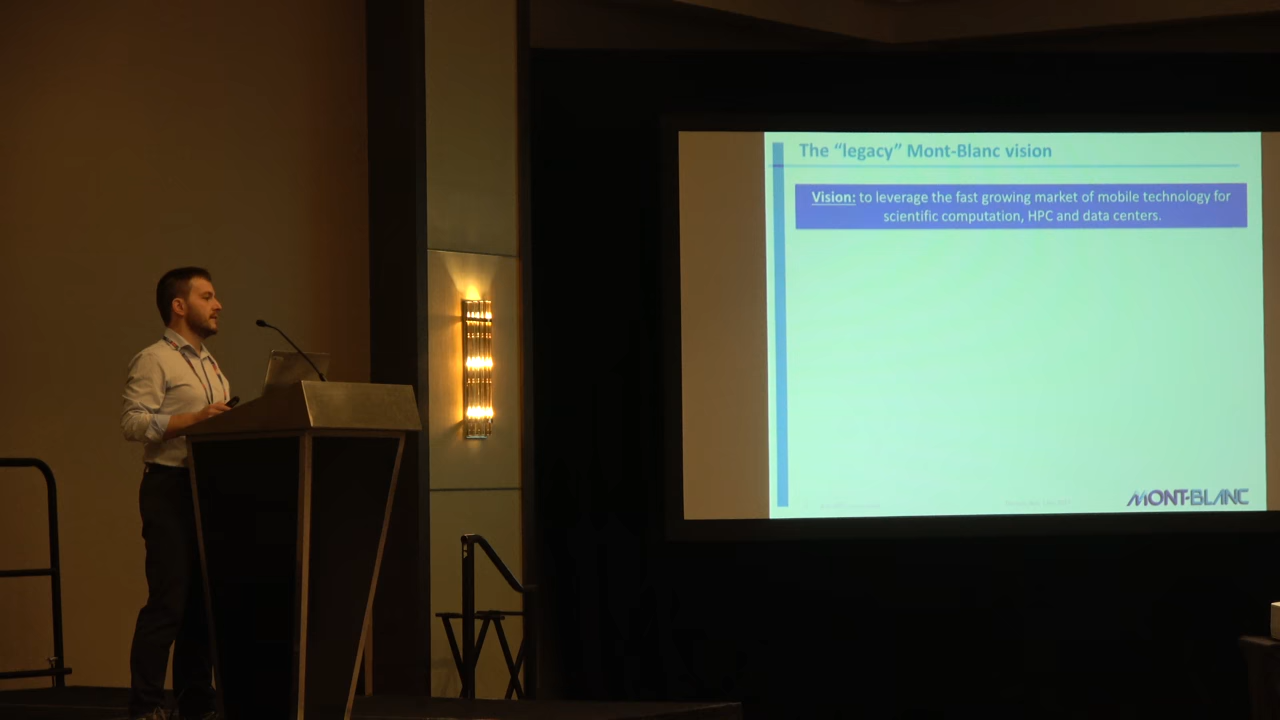 The “legacy” Mont-Blanc vision
Vision: to leverage the fast growing market of mobile technology for
scientific computation, HPC and data centers.
MONT-BLANC